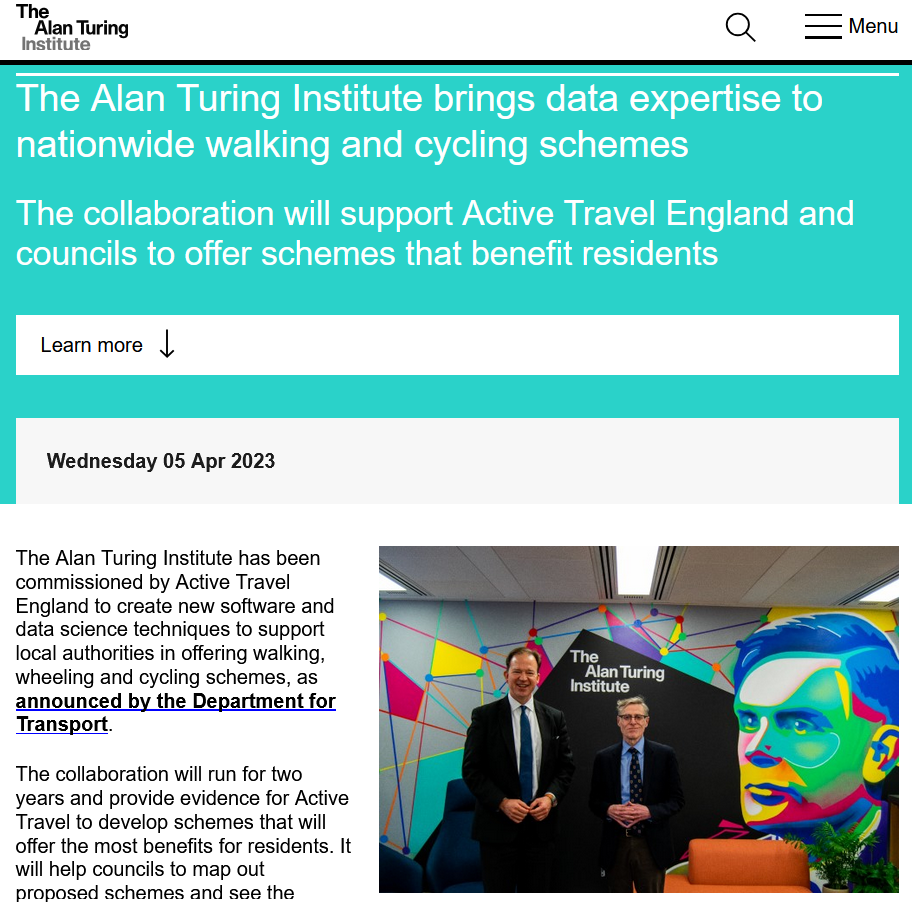 The
Alan Turing
Institute
Menu
The Alan Turing Institute brings data expertise to
nationwide walking and cycling schemes
The collaboration will support Active Travel England and
councils to offer schemes that benefit residents
Learn more
Wednesday 05 Apr 2023
The Alan Turing Institute has been
commissioned by Active Travel
England to create new software and
data science techniques to support
local authorities in offering walking,
wheeling and cycling schemes, as
announced by the Department for
Transport.
The collaboration will run for two
years and provide evidence for Active
Travel to develop schemes that will
offer the most benefits for residents. It
will help councils to map out
proposed schemes and see the
The
Alan Turing
Institute